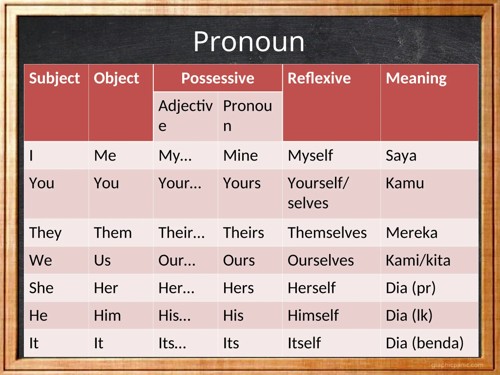 Pronoun
Subject Object Possessive Reflexive Meaning
Adjectiv Pronou
e n
I Me My... Mine Myself Saya
You You Your... Yours Yourself/ Kamu
selves
They Them Their... Theirs Themselves Mereka
We Us Our... Ours Ourselves Kami/kita
She Her Her... Hers Herself Dia (pr)
He Him His... His Himself Dia (lk)
It It Its... Its Itself Dia (benda)